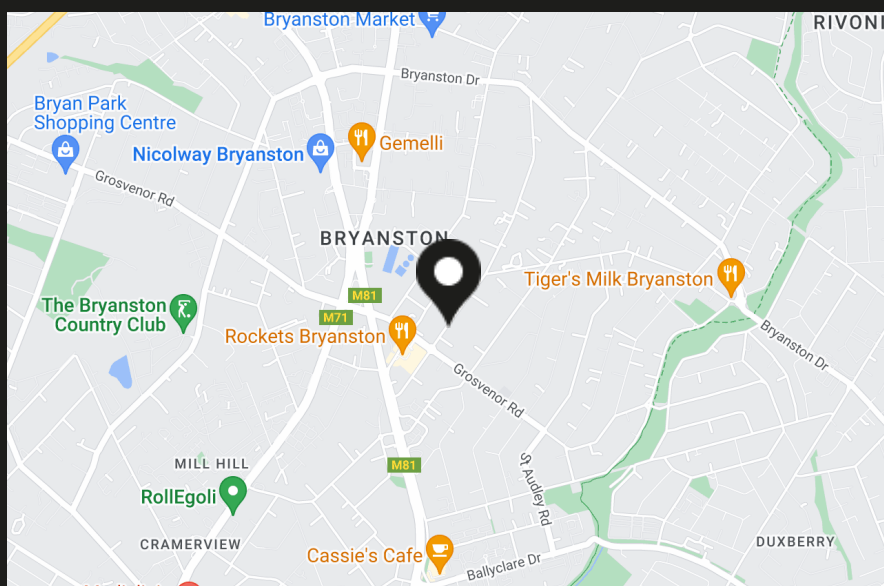 Bryanston Market
RIVONI
Bryanston Dr
Bryan Park
Shopping Centre
Gemelli
Nicolway Bryanston
Grosvenor Rd
BRYANSTON
Tiger's Milk Bryanston
M81
The Bryanston
Country Club
M71
Rockets Bryanston
Bryanston Dr
Grosvenor Rd
M81
MILL HILL
St Audley Rd
RollEgoli
CRAMERVIEW
DUXBERRY
Cassie's Cafe
Ballyclare Dr